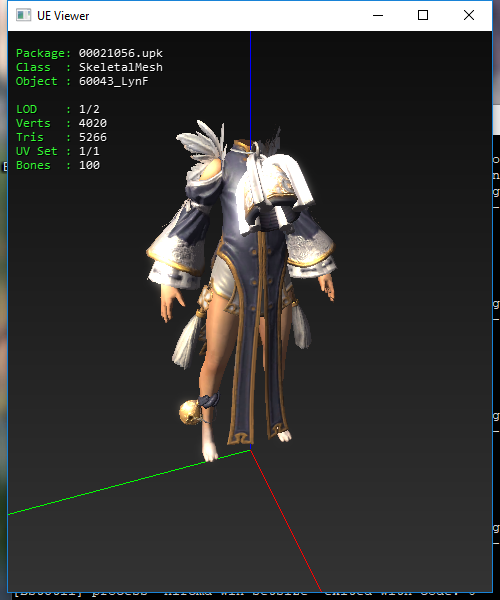 UE Viewer
Package: 00021056.upk
Class : SkeletalMesh
Object : 60043_LynF
LOD : 1/2
Verts : 4020
Tris : 5266
UV Set : 1/1
Bones : 100